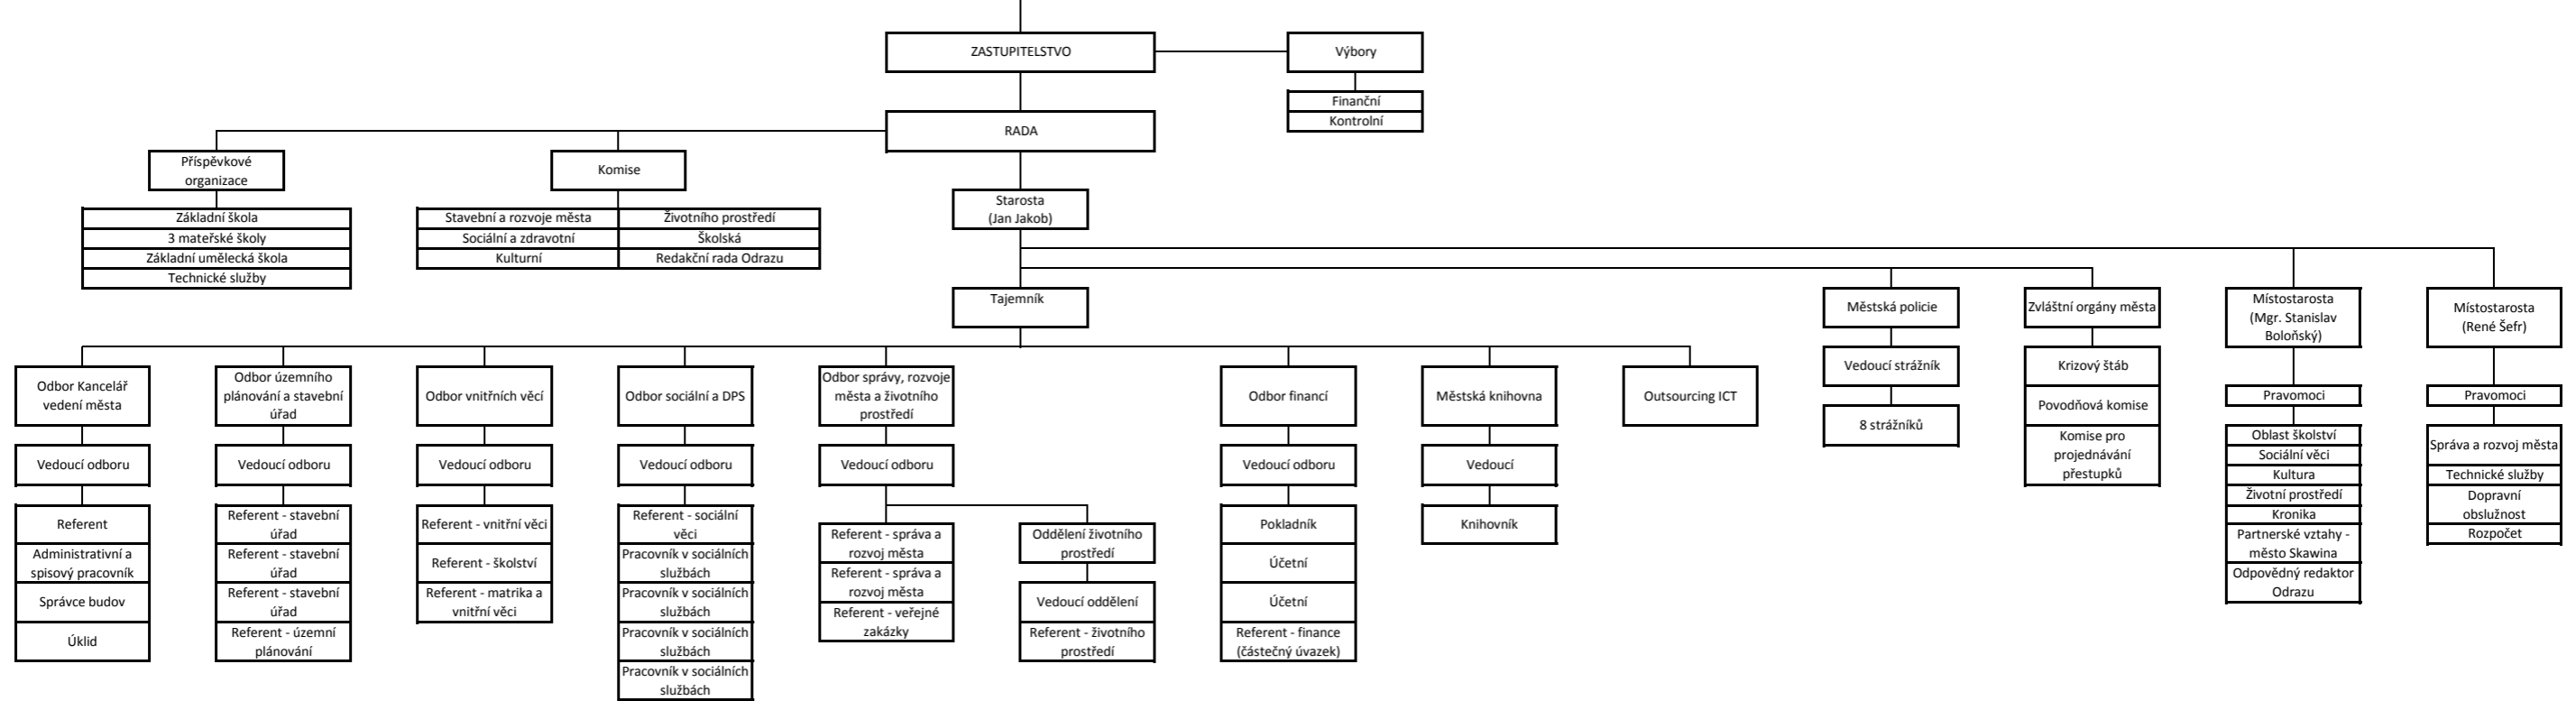 ZASTUPITELSTVO
Výbory
Finanční
Kontrolní
RADA
Příspěvkové
organizace
Základní škola
3 mateřské školy
Základní umělecká škola
Technické služby
Komise
Stavební a rozvoje města
Životního prostředí
Sociální a zdravotní
Školská
Kulturní
Redakční rada Odrazu
Starosta
(Jan Jakob)
Tajemník
Městská policie
Vedoucí strážník
8 strážníků
Zvláštní orgány města
Krizový štáb
Povodňová komise
Komise pro
projednávání
přestupků
Místostarosta
(Mgr. Stanislav
Boloňský)
Pravomoci
Oblast školství
Sociální věci
Kultura
Životní prostředí
Kronika
Partnerské vztahy -
město Skawina
Odpovědný redaktor
Odrazu
Místostarosta
(René Šefr)
Pravomoci
Správa a rozvoj města
Technické služby
Dopravní
obslužnost
Rozpočet
Odbor Kancelář
vedení města
Vedoucí odboru
Referent
Administrativní a
spisový pracovník
Správce budov
Úklid
Odbor územního
plánování a stavební
úřad
Vedoucí odboru
Referent - stavební
úřad
Referent - stavební
úřad
Referent - stavební
úřad
Referent - územní
plánování
Odbor vnitřních věcí
Vedoucí odboru
Referent - vnitřní věci
Referent - školství
Referent - matrika a
vnitřní věci
Odbor sociální a DPS
Vedoucí odboru
Referent - sociální
věci
Pracovník v sociálních
službách
Pracovník v sociálních
službách
Pracovník v sociálních
službách
Pracovník v sociálních
službách
Odbor správy, rozvoje
města a životního
prostředí
Vedoucí odboru
Referent - správa a
rozvoj města
Referent - správa a
rozvoj města
Referent - veřejné
zakázky
Oddělení životního
prostředí
Vedoucí oddělení
Referent - životního
prostředí
Odbor financí
Vedoucí odboru
Pokladník
Účetní
Účetní
Referent - finance
(částečný úvazek)
Městská knihovna
Vedoucí
Knihovník
Outsourcing ICT